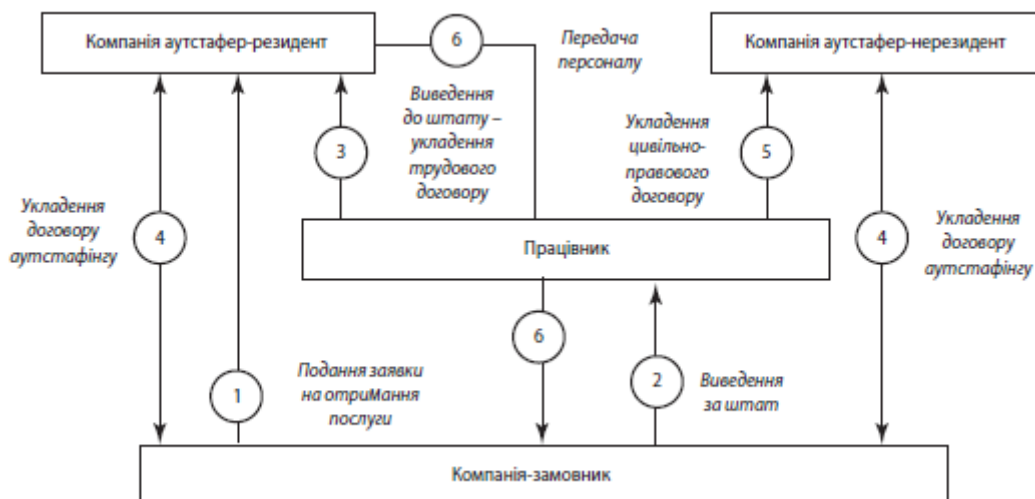 Компанія аутстафер-резидент
6
Передача
персоналу
Компанія аутстафер-нерезидент
Виведення
до штату –
укладення
трудового
договору
3
Укладення
цивільно-
правового
договору
5
Укладення
договору
аутстафінгу
4
Працівник
4
Укладення
договору
аутстафінгу
6
1
Подання заявки
на отриМання
послуги
2
Виведення
за штат
Компанія-замовник